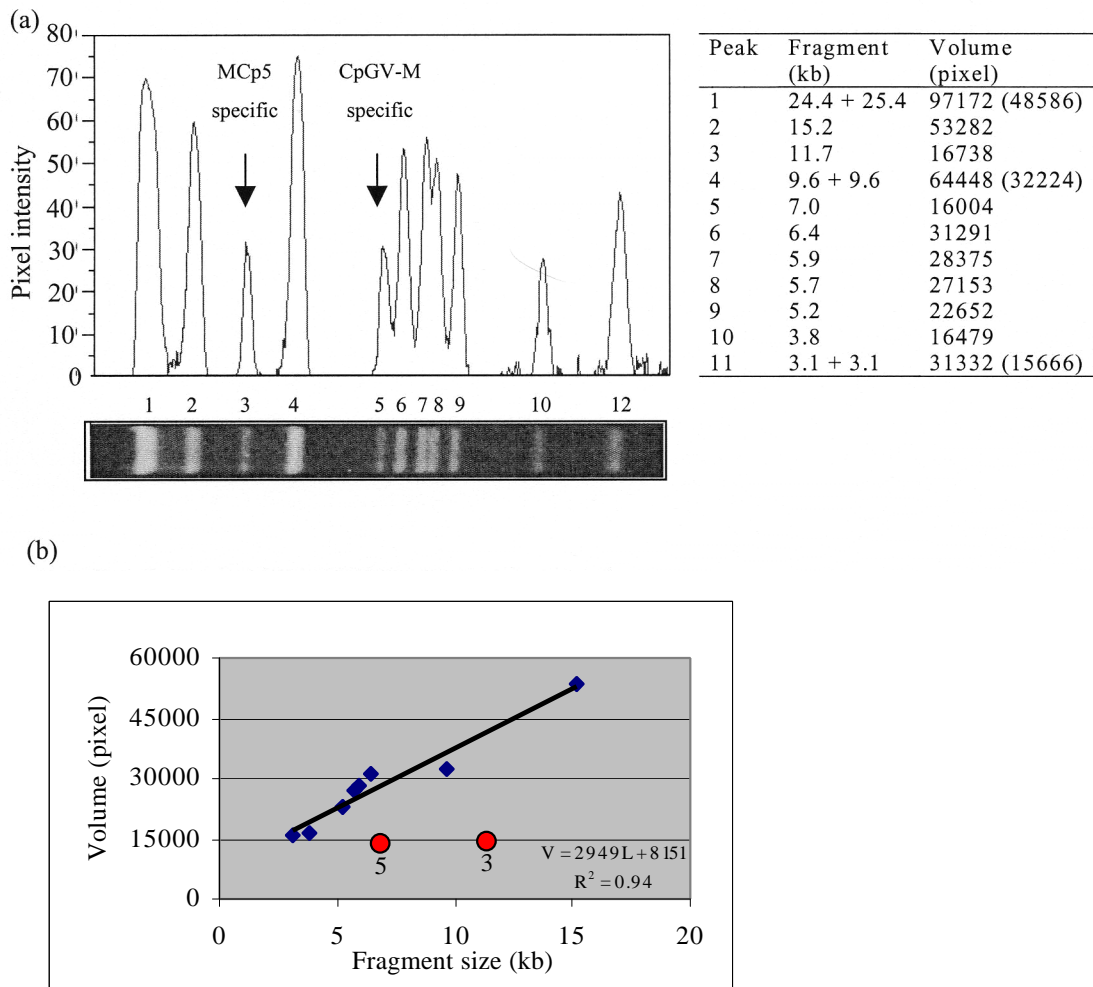 (a)
80
70
60
50
40
30
20
10
0
Pixel intensity
MCp5
specific
CpGV-M
specific
1 2 3 4 5 6 7 8 9 10 12
Peak Fragment Volume
(kb) (pixel)
1 24.4 + 25.4 97172 (48586)
2 15.2 53282
3 11.7 16738
4 9.6 + 9.6 64448 (32224)
5 7.0 16004
6 6.4 31291
7 5.9 28375
8 5.7 27153
9 5.2 22652
10 3.8 16479
11 3.1 + 3.1 31332 (15666)
(b)
60000
45000
30000
15000
0
Volume (pixel)
5
3
V = 2949L + 8151
R² = 0.94
0 5 10 15 20
Fragment size (kb)